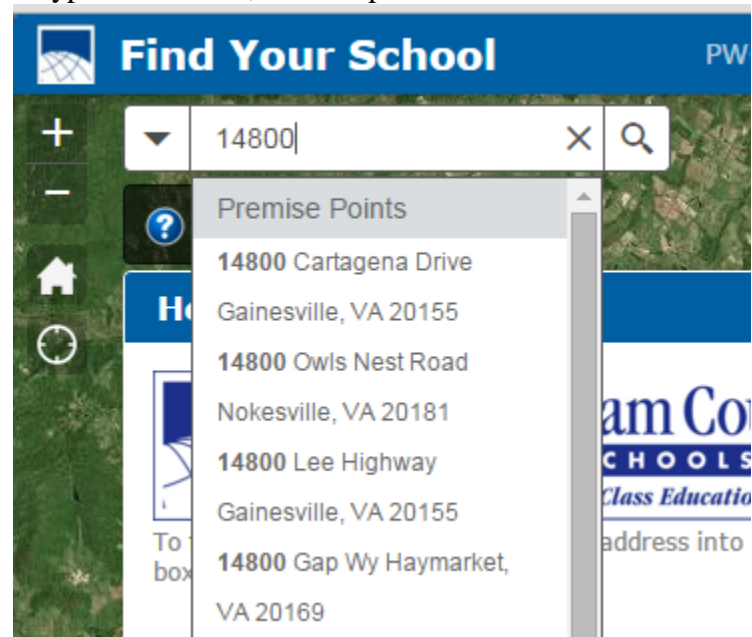 Find Your School
PW
14800
Premise Points
14800 Cartagena Drive
Gainesville, VA 20155
14800 Owls Nest Road
Nokesville, VA 20181
14800 Lee Highway
Gainesville, VA 20155
14800 Gap Wy Haymarket,
VA 20169
H
am Cou
CHOOLS
Class Educatio
To address into
box